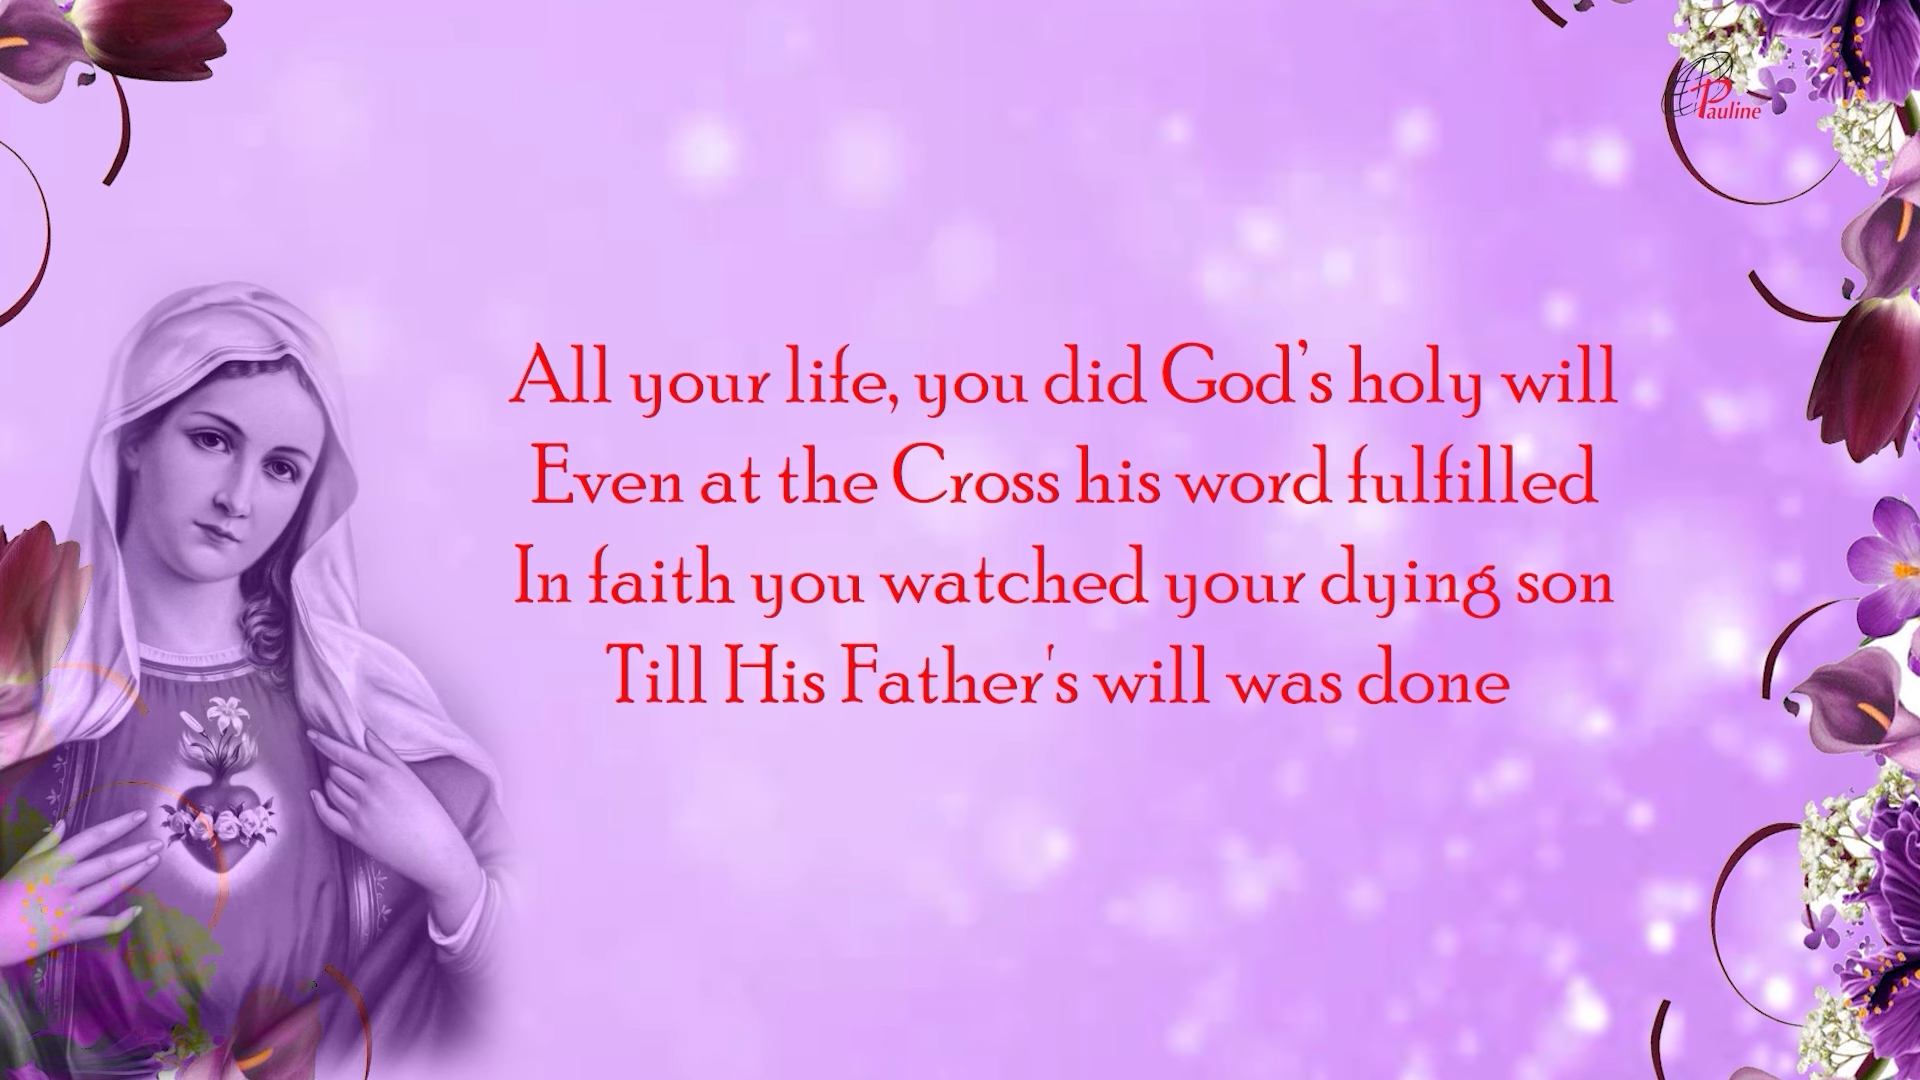 Pauline
All your life, you did God’s holy will
Even at the Cross his word fulfilled
In faith you watched your dying son
Till His Father's will was done